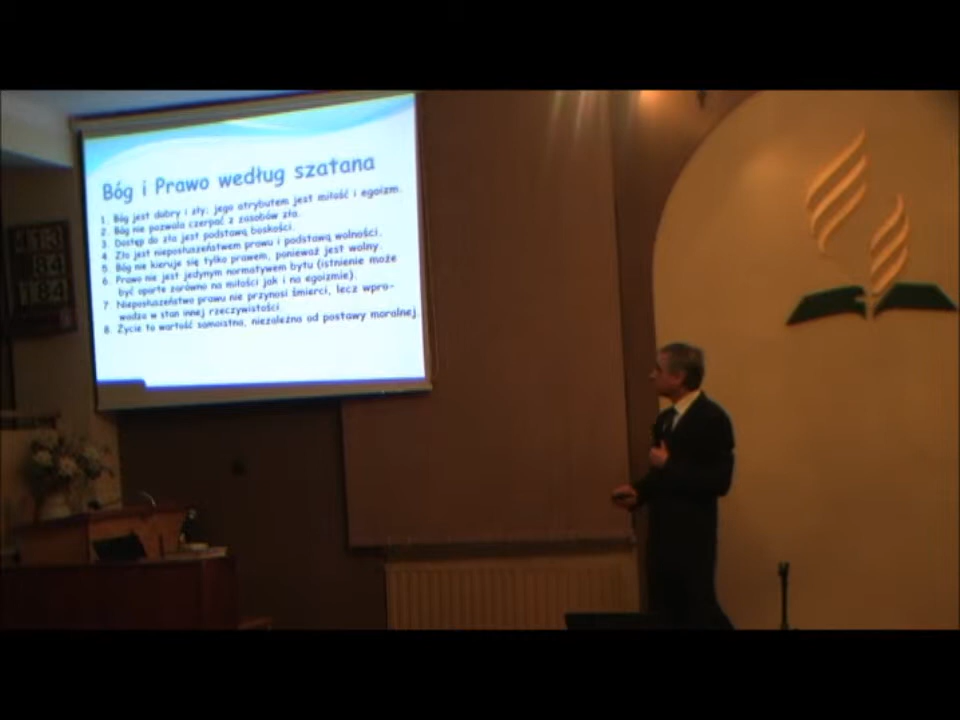 Bóg i Prawo według szatana
1. Bóg jest dobry i zły; jego atrybutem jest miłość i egoizm.
2. Bóg nie pozwala czerpać z zasobów zła.
3. Dostęp do zła jest podstawą boskości.
4. Zło jest nieposłuszeństwem prawu i podstawą wolności.
5. Bóg nie kieruje się tylko prawem, ponieważ jest wolny.
6. Prawo nie jest jedynym normatywem bytu (istnienie może
być oparte zarówno na miłości jak i na egoizmie).
7. Nieposłuszeństwo prawu nie przynosi śmierci, lecz wpro-
wadza w stan innej rzeczywistości.
8. Życie to wartość samoistna, niezależna od postawy moralnej.
413
84
184